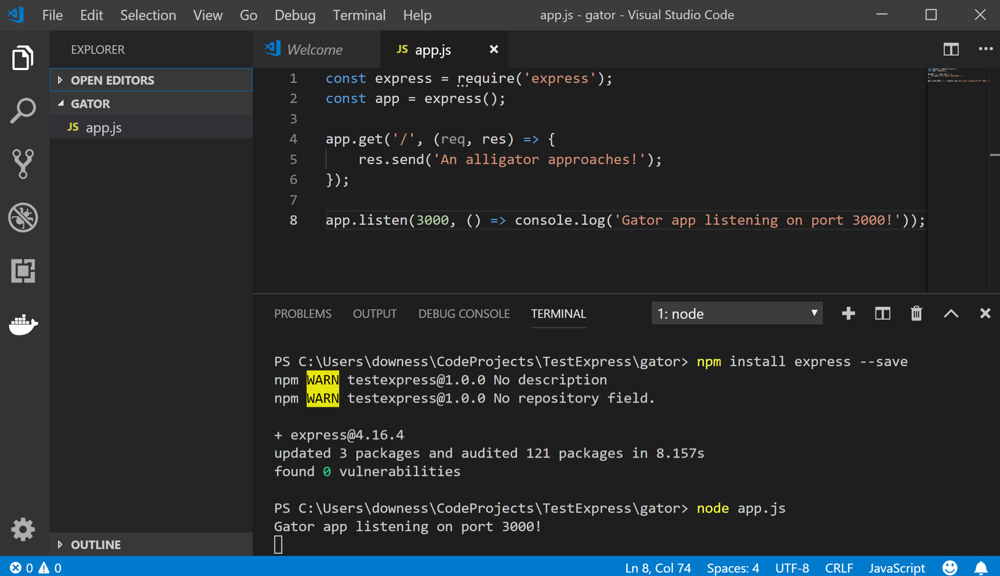 File Edit Selection View Go Debug Terminal Help app.js - gator - Visual Studio Code
EXPLORER
OPEN EDITORS
GATOR
JS app.js
OUTLINE
Welcome JS app.js
1 const express = require('express');
2 const app = express();
3
4 app.get('/', (req, res) => {
5 res.send('An alligator approaches!');
6 });
7
8 app.listen(3000, () => console.log('Gator app listening on port 3000!'));
PROBLEMS OUTPUT DEBUG CONSOLE TERMINAL 1: node
PS C:\Users\downess\CodeProjects\TestExpress\gator> npm install express --save
npm WARN testexpress@1.0.0 No description
npm WARN testexpress@1.0.0 No repository field.
+ express@4.16.4
updated 3 packages and audited 121 packages in 8.157s
found 0 vulnerabilities
PS C:\Users\downess\CodeProjects\TestExpress\gator> node app.js
Gator app listening on port 3000!
0 0 Ln 8, Col 74 Spaces: 4 UTF-8 CRLF JavaScript